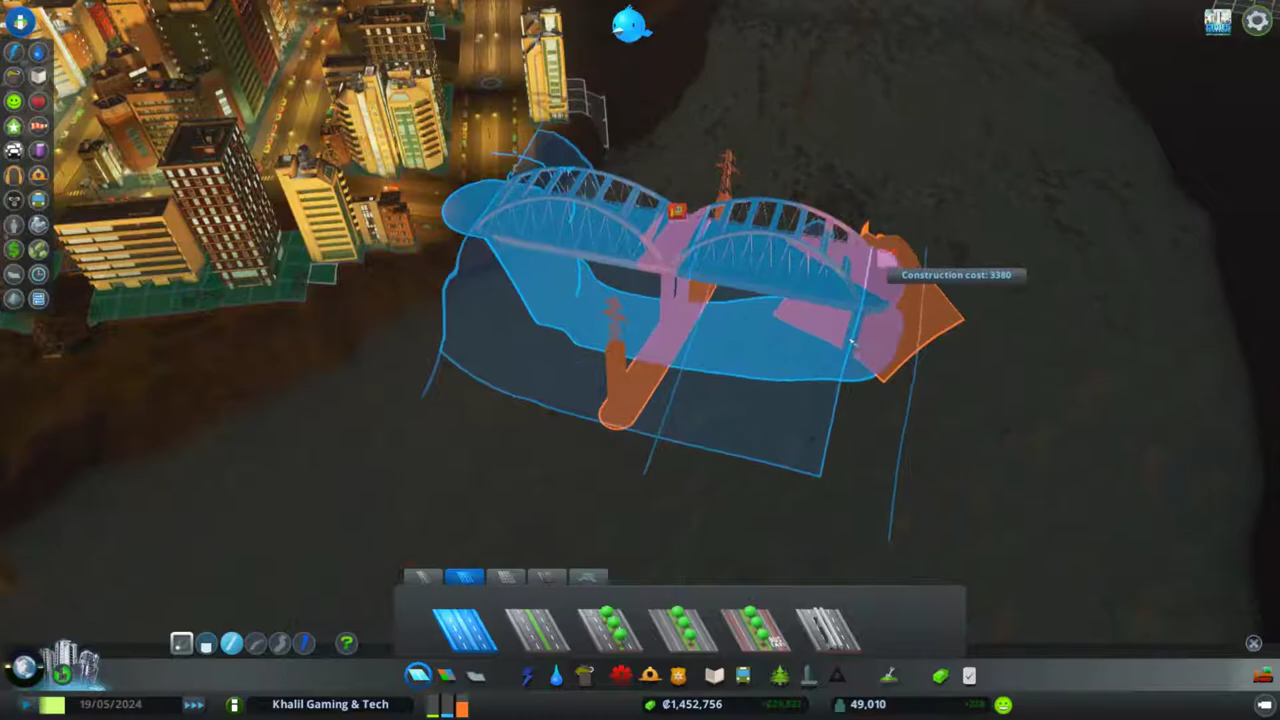 Construction cost: 3380
?
19/05/2024
Khalil Gaming & Tech
₡1,452,756
49,010